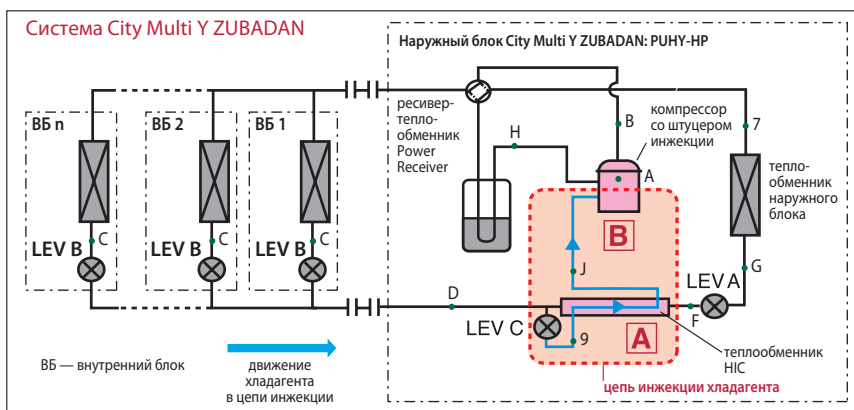 Система City Multi Y ZUBADAN
Наружный блок City Multi Y ZUBADAN: PUHY-HP
ВБ n
ВБ 2
ВБ 1
LEV B
C
LEV B
C
LEV B
C
ресивер-
тепло-
обменник
Power
Receiver
H
B
компрессор
со штуцером
инжекции
A
7
тепло-
обменник
наружного
блока
B
J
G
LEV A
D
F
LEV C
9
A
теплообменник
HIC
цепь инжекции хладагента
ВБ — внутренний блок
движение
хладагента
в цепи инжекции